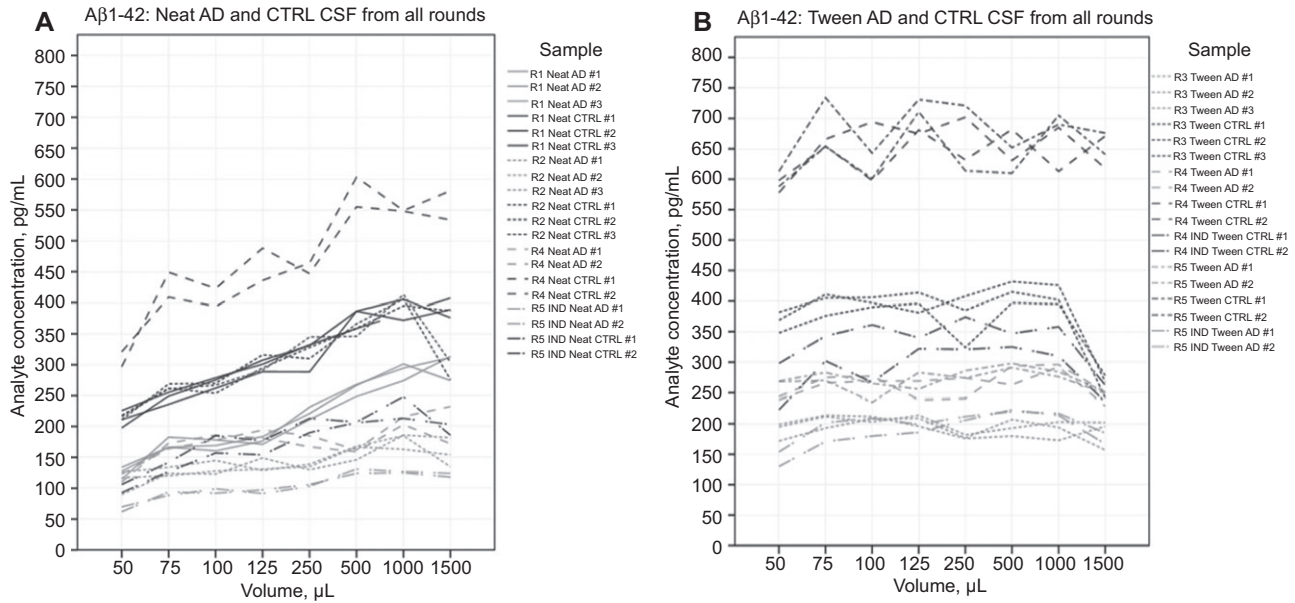 A
Aβ1-42: Neat AD and CTRL CSF from all rounds
Analyte concentration, pg/mL
800
750
700
650
600
550
500
450
400
350
300
250
200
150
100
50
0
50 75 100 125 250 500 1000 1500
Volume, µL
Sample
R1 Neat AD #1
R1 Neat AD #2
R1 Neat AD #3
R1 Neat CTRL #1
R1 Neat CTRL #2
R1 Neat CTRL #3
R2 Neat AD #1
R2 Neat AD #2
R2 Neat AD #3
R2 Neat CTRL #1
R2 Neat CTRL #2
R2 Neat CTRL #3
R4 Neat AD #1
R4 Neat AD #2
R4 Neat CTRL #1
R4 Neat CTRL #2
R5 IND Neat AD #1
R5 IND Neat AD #2
R5 IND Neat CTRL #1
R5 IND Neat CTRL #2
B
Aβ1-42: Tween AD and CTRL CSF from all rounds
Analyte concentration, pg/mL
800
750
700
650
600
550
500
450
400
350
300
250
200
150
100
50
0
50 75 100 125 250 500 1000 1500
Volume, µL
Sample
R3 Tween AD #1
R3 Tween AD #2
R3 Tween AD #3
R3 Tween CTRL #1
R3 Tween CTRL #2
R3 Tween CTRL #3
R4 Tween AD #1
R4 Tween AD #2
R4 Tween CTRL #1
R4 Tween CTRL #2
R4 IND Tween CTRL #1
R4 IND Tween CTRL #2
R5 Tween AD #1
R5 Tween AD #2
R5 Tween CTRL #1
R5 Tween CTRL #2
R5 IND Tween AD #1
R5 IND Tween AD #2